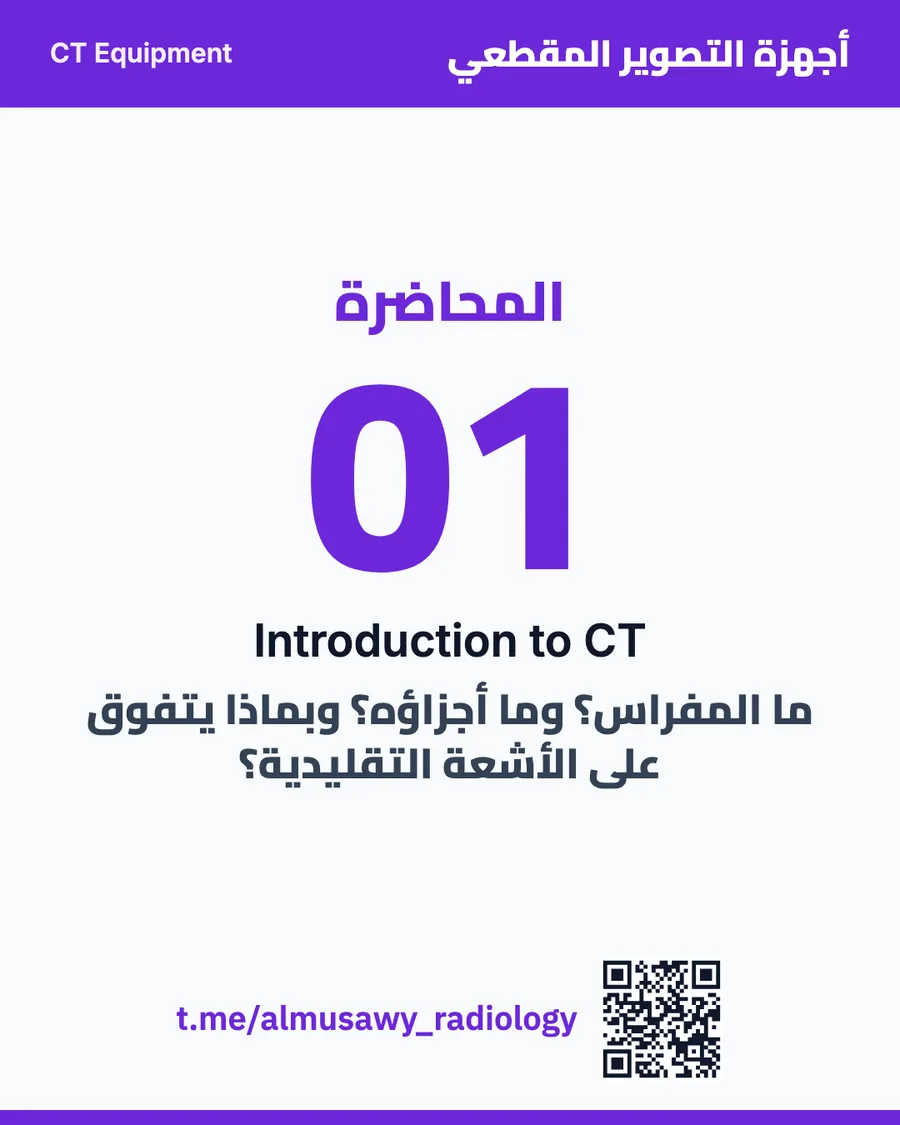 أجهزة التصوير المقطعي
CT Equipment
المحاضرة
01
Introduction to CT
ما المفراس؟ وما أجزاؤه؟ وبماذا يتفوق
على الأشعة التقليدية؟
t.me/almusawy_radiology